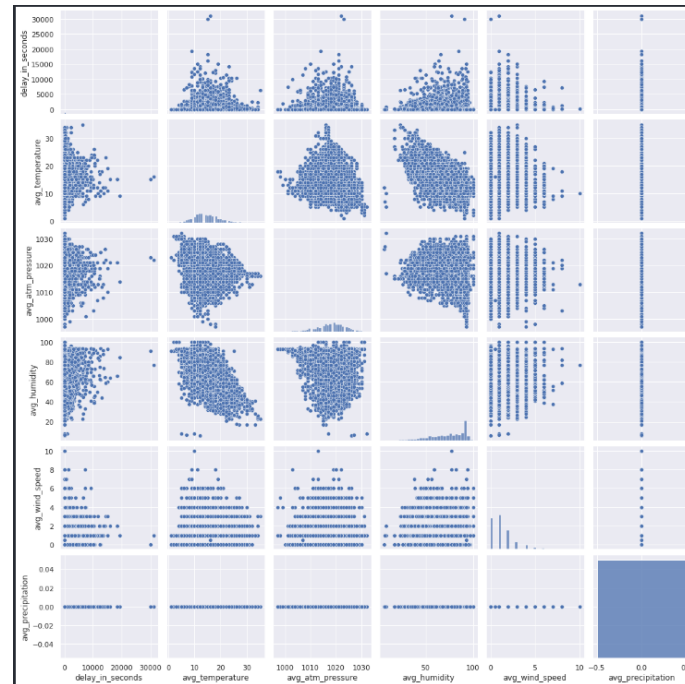 30000
25000
20000
15000
10000
5000
0
delay_in_seconds
30
20
10
0
avg_temperature
1030
1020
1010
1000
avg_atm_pressure
100
80
60
40
20
avg_humidity
10
8
6
4
2
0
avg_wind_speed
0.04
0.02
0.00
−0.02
−0.04
avg_precipitation
0 10000 20000 30000
0 10 20 30
1000 1010 1020 1030
50 100
0 5 10
−0.5 0.0 0.5
delay_in_seconds avg_temperature avg_atm_pressure avg_humidity avg_wind_speed avg_precipitation